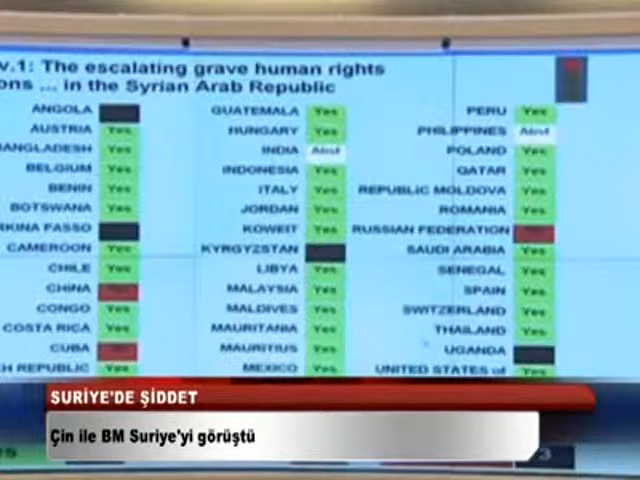 v.1: The escalating grave human rights
ons ... in the Syrian Arab Republic
ANGOLA
AUSTRIA Yes
BANGLADESH Yes
BELGIUM Yes
BENIN Yes
BOTSWANA Yes
RKINA FASSO
CAMEROON Yes
CHILE Yes
CHINA
CONGO Yes
COSTA RICA Yes
CUBA
H REPUBLIC Yes
GUATEMALA Yes
HUNGARY Yes
INDIA Abst
INDONESIA Yes
ITALY Yes
JORDAN Yes
KOWEIT Yes
KYRGYZSTAN
LIBYA Yes
MALAYSIA Yes
MALDIVES Yes
MAURITANIA Yes
MAURITIUS Yes
MEXICO Yes
PERU Yes
PHILIPPINES Abst
POLAND Yes
QATAR Yes
REPUBLIC MOLDOVA Yes
ROMANIA Yes
RUSSIAN FEDERATION
SAUDI ARABIA Yes
SENEGAL Yes
SPAIN Yes
SWITZERLAND Yes
THAILAND Yes
UGANDA
UNITED STATES of Yes
SURİYE'DE ŞİDDET
Çin ile BM Suriye'yi görüştü
3